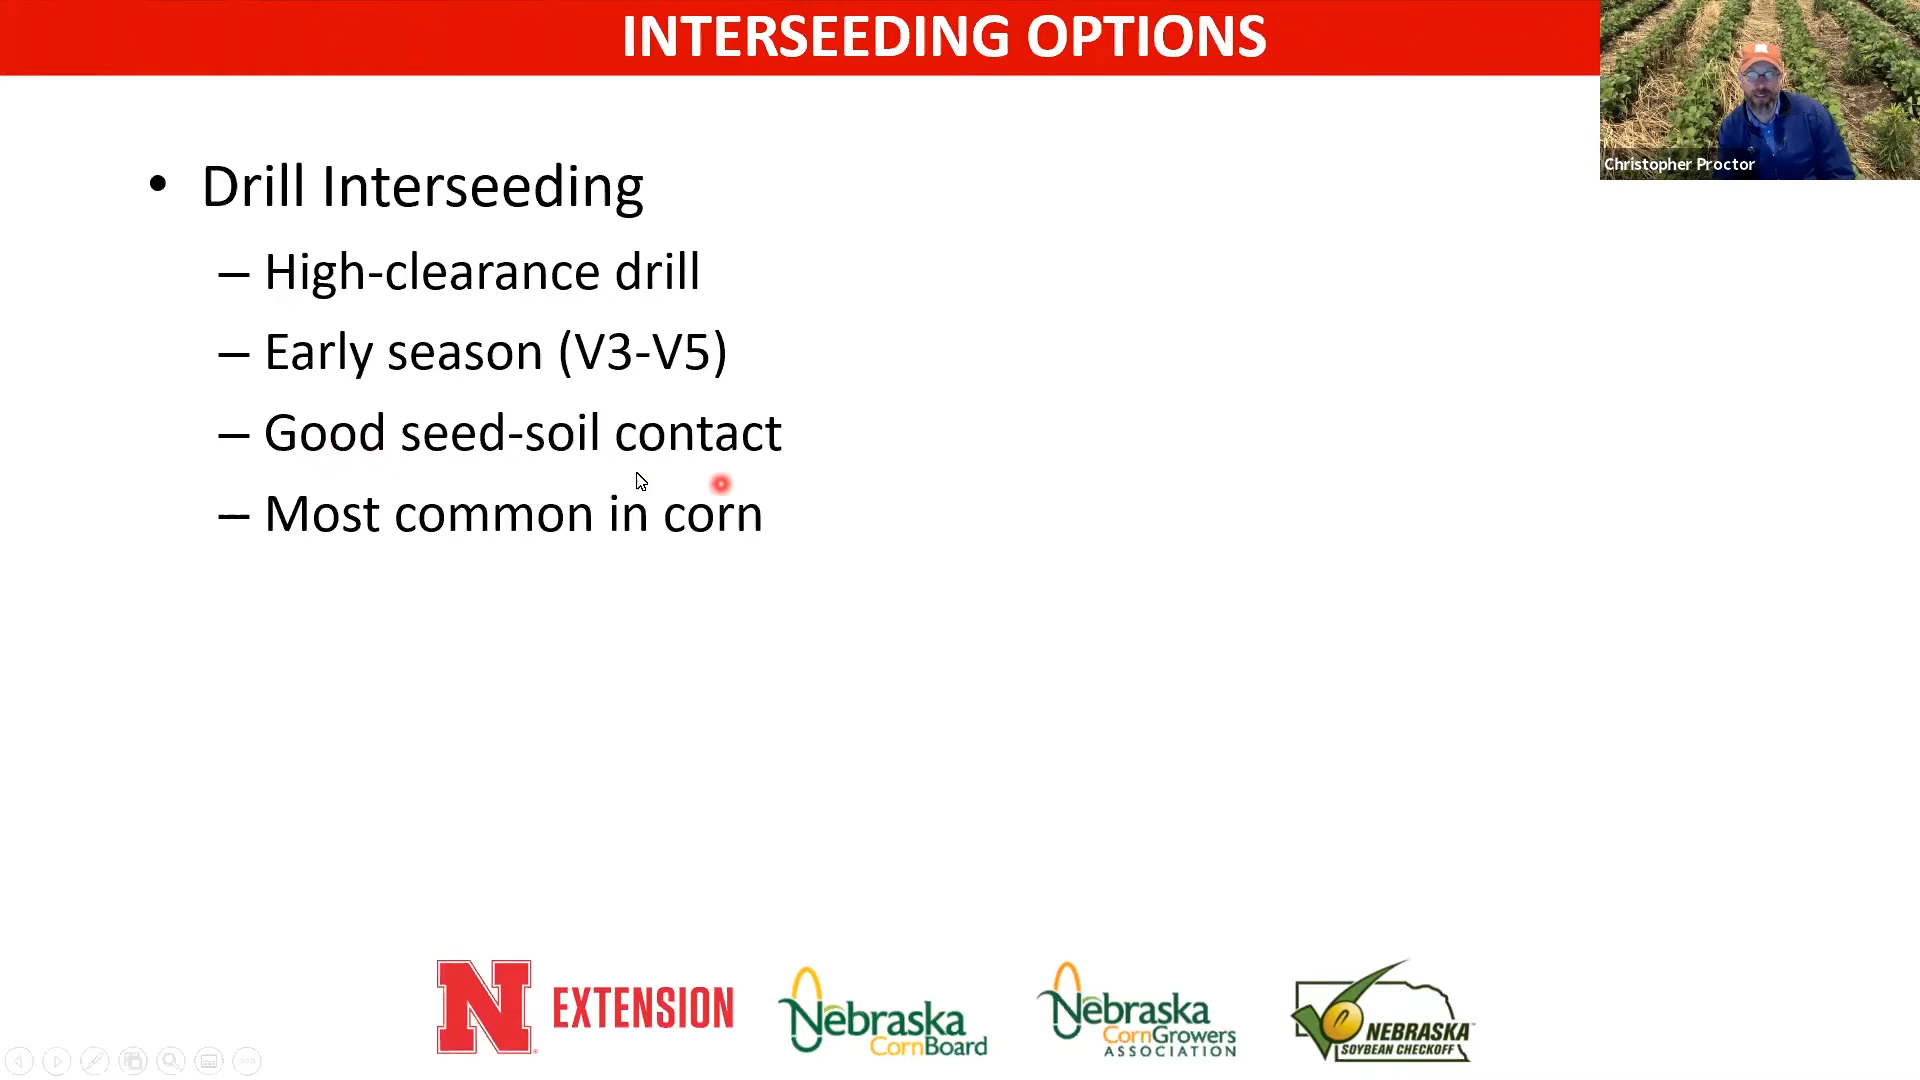 INTERSEEDING OPTIONS
Christopher Proctor
• Drill Interseeding
– High-clearance drill
– Early season (V3-V5)
– Good seed-soil contact
– Most common in corn
N EXTENSION
Nebraska
CornBoard
Nebraska
CornGrowers
ASSOCIATION
NEBRASKA
SOYBEAN CHECKOFF